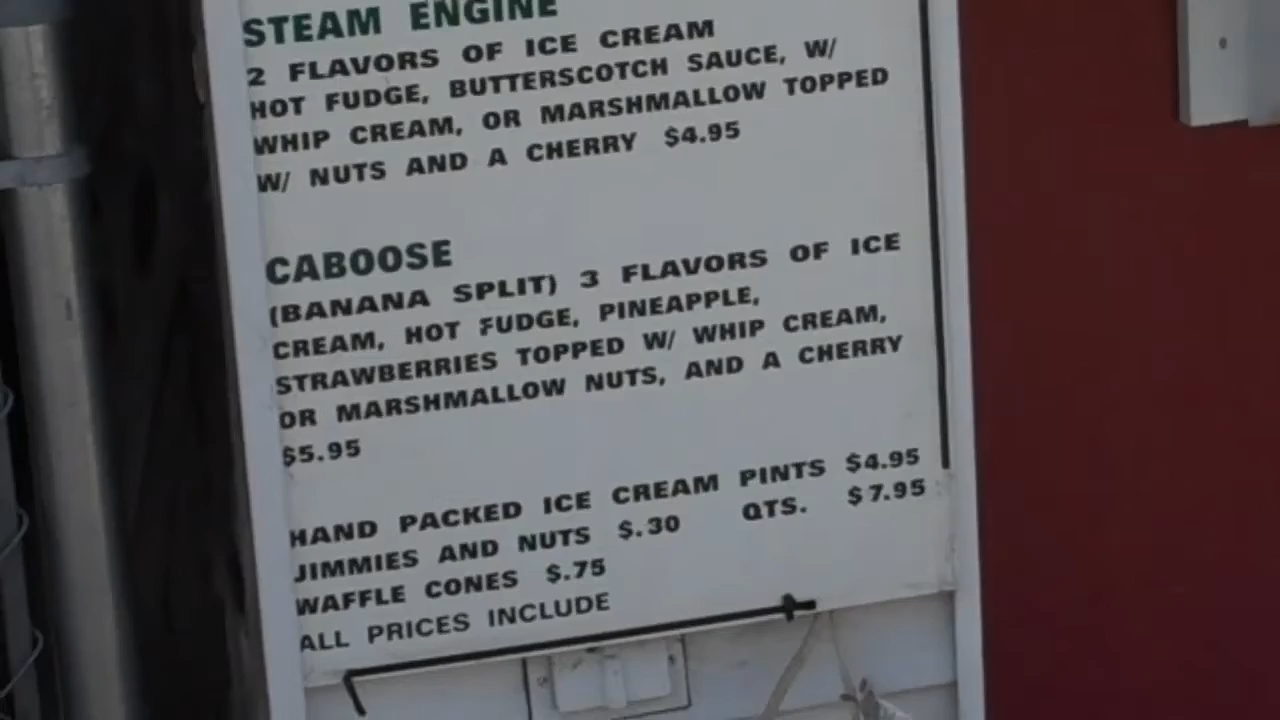 STEAM ENGINE
2 FLAVORS OF ICE CREAM
HOT FUDGE, BUTTERSCOTCH SAUCE, W/
WHIP CREAM, OR MARSHMALLOW TOPPED
W/ NUTS AND A CHERRY $4.95
CABOOSE
(BANANA SPLIT) 3 FLAVORS OF ICE
CREAM, HOT FUDGE, PINEAPPLE,
STRAWBERRIES TOPPED W/ WHIP CREAM,
OR MARSHMALLOW NUTS, AND A CHERRY
$5.95
HAND PACKED ICE CREAM PINTS $4.95
JIMMIES AND NUTS $.30 QTS. $7.95
WAFFLE CONES $.75
ALL PRICES INCLUDE